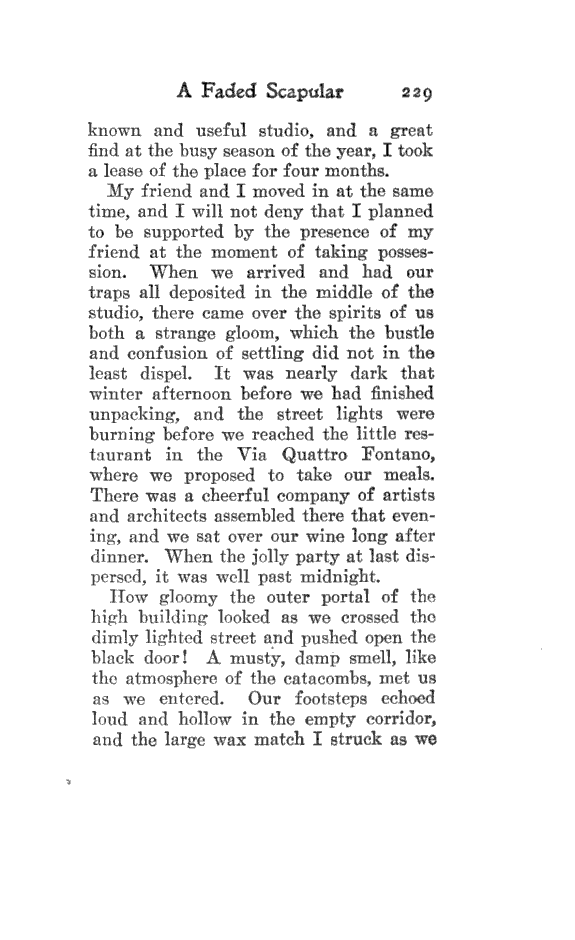 A Faded Scapular 229
known and useful studio, and a great
find at the busy season of the year, I took
a lease of the place for four months.
My friend and I moved in at the same
time, and I will not deny that I planned
to be supported by the presence of my
friend at the moment of taking posses-
sion. When we arrived and had our
traps all deposited in the middle of the
studio, there came over the spirits of us
both a strange gloom, which the bustle
and confusion of settling did not in the
least dispel. It was nearly dark that
winter afternoon before we had finished
unpacking, and the street lights were
burning before we reached the little res-
taurant in the Via Quattro Fontano,
where we proposed to take our meals.
There was a cheerful company of artists
and architects assembled there that even-
ing, and we sat over our wine long after
dinner. When the jolly party at last dis-
persed, it was well past midnight.
How gloomy the outer portal of the
high building looked as we crossed the
dimly lighted street and pushed open the
black door! A musty, damp smell, like
the atmosphere of the catacombs, met us
as we entered. Our footsteps echoed
loud and hollow in the empty corridor,
and the large wax match I struck as we